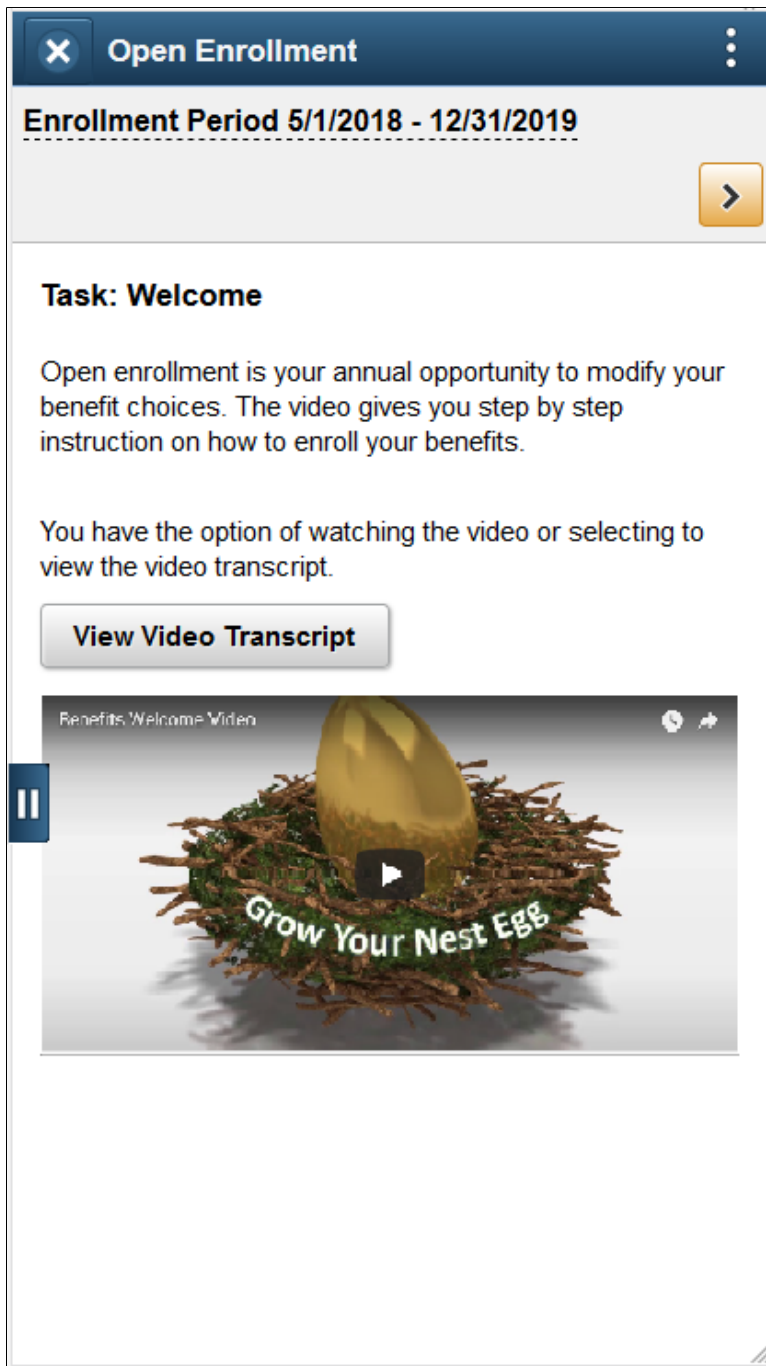 Open Enrollment
Enrollment Period 5/1/2018 - 12/31/2019
Task: Welcome
Open enrollment is your annual opportunity to modify your
benefit choices. The video gives you step by step
instruction on how to enroll your benefits.
You have the option of watching the video or selecting to
view the video transcript.
View Video Transcript
Benefits Welcome Video
Grow Your Nest Egg